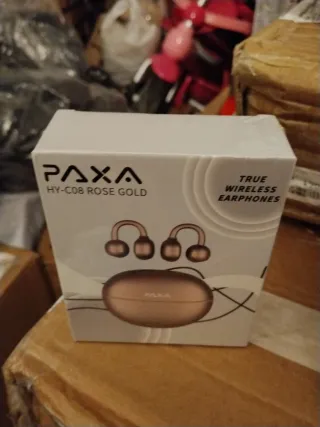 PAXA
HY-C08 ROSE GOLD
TRUE
WIRELESS
EARPHONES
PAXA